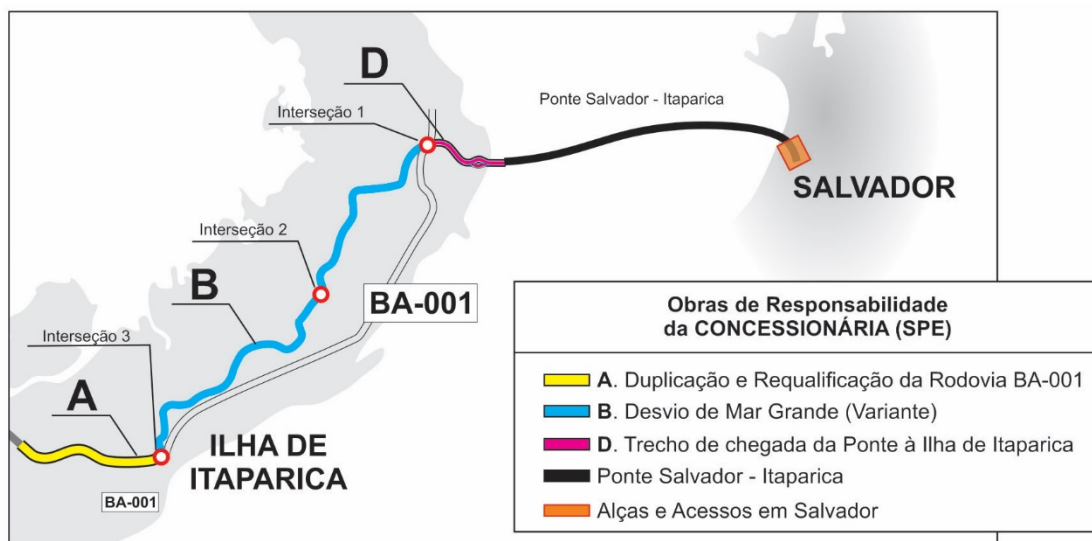 D
Interseção 1
Ponte Salvador - Itaparica
SALVADOR
Interseção 2
B
BA-001
Interseção 3
A
ILHA DE
ITAPARICA
BA-001
Obras de Responsabilidade
da CONCESSIONÁRIA (SPE)
A. Duplicação e Requalificação da Rodovia BA-001
B. Desvio de Mar Grande (Variante)
D. Trecho de chegada da Ponte à Ilha de Itaparica
Ponte Salvador - Itaparica
Alças e Acessos em Salvador